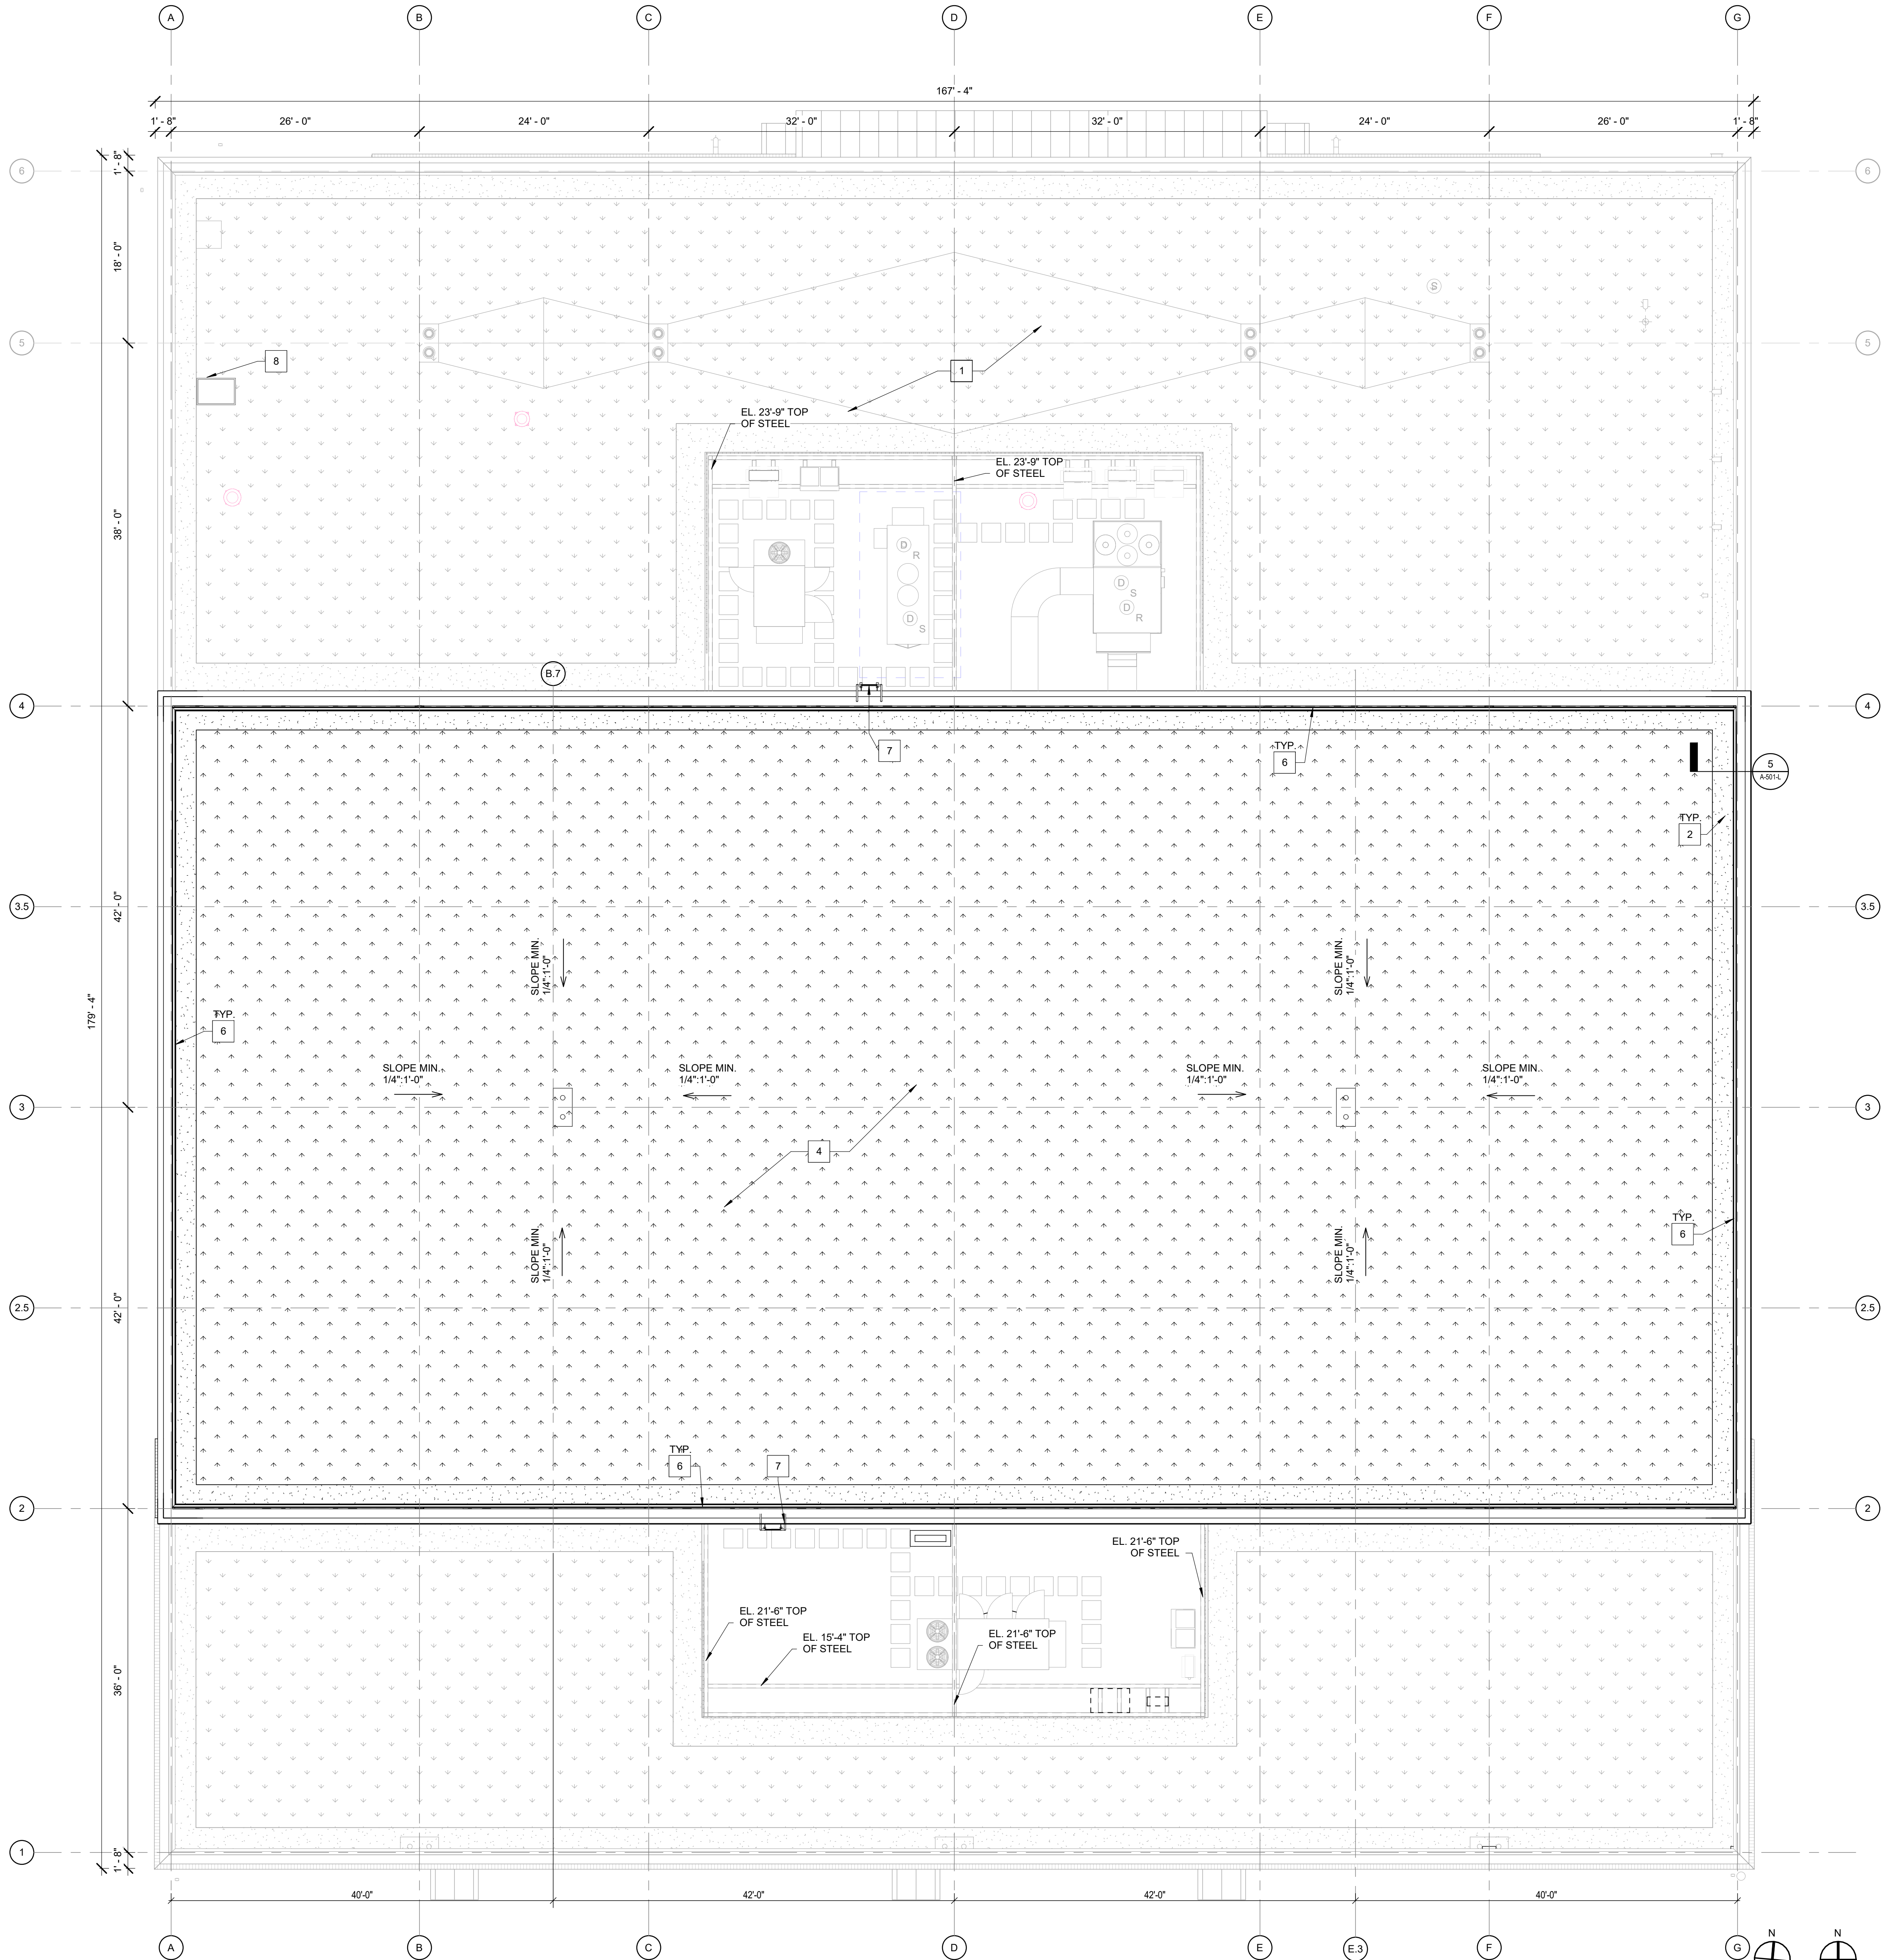 A B C D E F G
167' - 4"
1' - 8" 26' - 0" 24' - 0" 32' - 0" 32' - 0" 24' - 0" 26' - 0" 1' - 8"
1' - 8"
6 6
18' - 0"
S
5 5
8
1
EL. 23'-9" TOP
OF STEEL
EL. 23'-9" TOP
OF STEEL
38' - 0"
D
R
D
S
D
S
D
R
B.7
4 4
7
TYP.
6
5
A-501-L
TYP.
2
42' - 0"
3.5 3.5
SLOPE MIN.
1/4":1'-0"
SLOPE MIN.
1/4":1'-0"
179' - 4"
TYP.
6
SLOPE MIN.
1/4":1'-0"
SLOPE MIN.
1/4":1'-0"
SLOPE MIN.
1/4":1'-0"
SLOPE MIN.
1/4":1'-0"
3 3
4
TYP.
6
SLOPE MIN.
1/4":1'-0"
SLOPE MIN.
1/4":1'-0"
42' - 0"
2.5 2.5
TYP.
6
7
2 2
EL. 21'-6" TOP
OF STEEL
EL. 21'-6" TOP
OF STEEL
EL. 15'-4" TOP
OF STEEL
EL. 21'-6" TOP
OF STEEL
36' - 0"
1
1' - 8"
40'-0" 42'-0" 42'-0" 40'-0"
A B C D E E.3 F G
N N